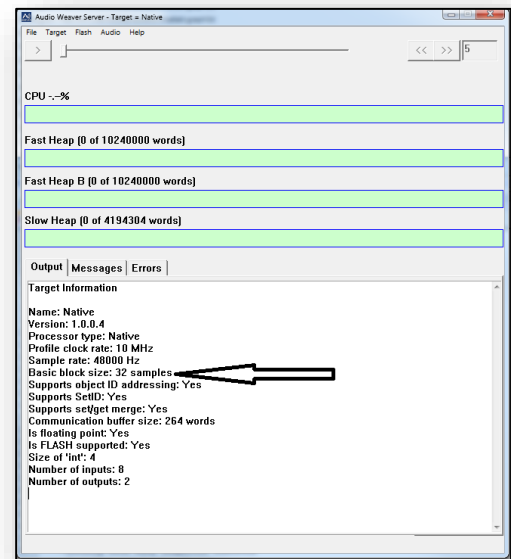 Audio Weaver Server - Target = Native
File Target Flash Audio Help
> << >> 5
CPU -.-%
Fast Heap (0 of 10240000 words)
Fast Heap B (0 of 10240000 words)
Slow Heap (0 of 4194304 words)
Output Messages Errors
Target Information
Name: Native
Version: 1.0.0.4
Processor type: Native
Profile clock rate: 10 MHz
Sample rate: 48000 Hz
Basic block size: 32 samples
Supports object ID addressing: Yes
Supports SetID: Yes
Supports set/get merge: Yes
Communication buffer size: 264 words
Is floating point: Yes
Is FLASH supported: Yes
Size of 'int': 4
Number of inputs: 8
Number of outputs: 2